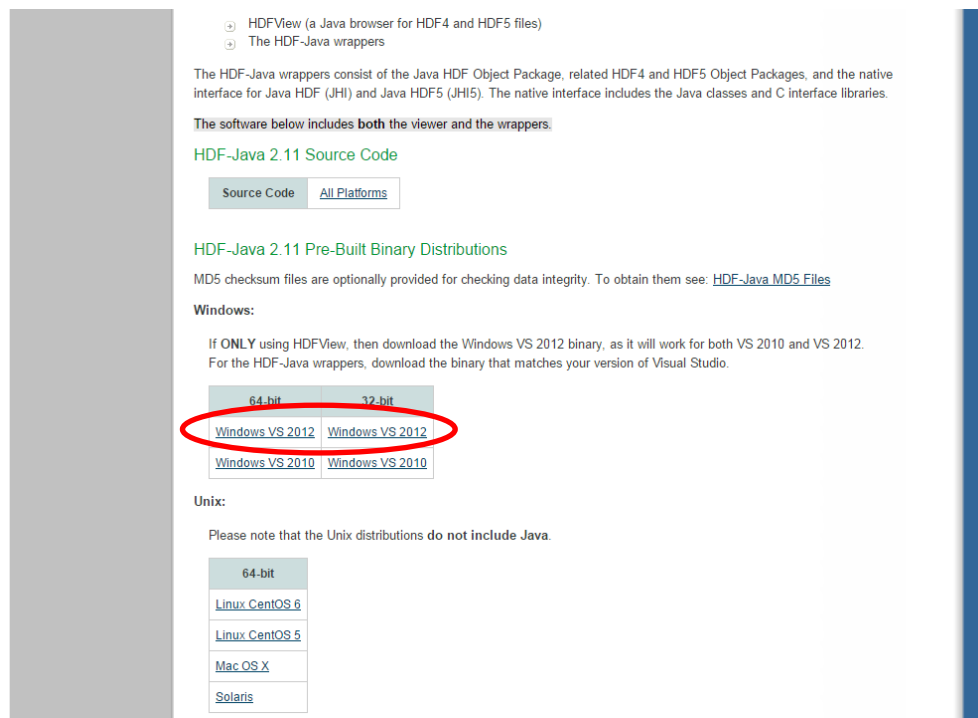 HDFView (a Java browser for HDF4 and HDF5 files)
The HDF-Java wrappers
The HDF-Java wrappers consist of the Java HDF Object Package, related HDF4 and HDF5 Object Packages, and the native
interface for Java HDF (JHI) and Java HDF5 (JHI5). The native interface includes the Java classes and C interface libraries.
The software below includes both the viewer and the wrappers.
HDF-Java 2.11 Source Code
Source Code All Platforms
HDF-Java 2.11 Pre-Built Binary Distributions
MD5 checksum files are optionally provided for checking data integrity. To obtain them see: HDF-Java MD5 Files
Windows:
If ONLY using HDFView, then download the Windows VS 2012 binary, as it will work for both VS 2010 and VS 2012.
For the HDF-Java wrappers, download the binary that matches your version of Visual Studio.
64-bit 32-bit
Windows VS 2012 Windows VS 2012
Windows VS 2010 Windows VS 2010
Unix:
Please note that the Unix distributions do not include Java.
64-bit
Linux CentOS 6
Linux CentOS 5
Mac OS X
Solaris